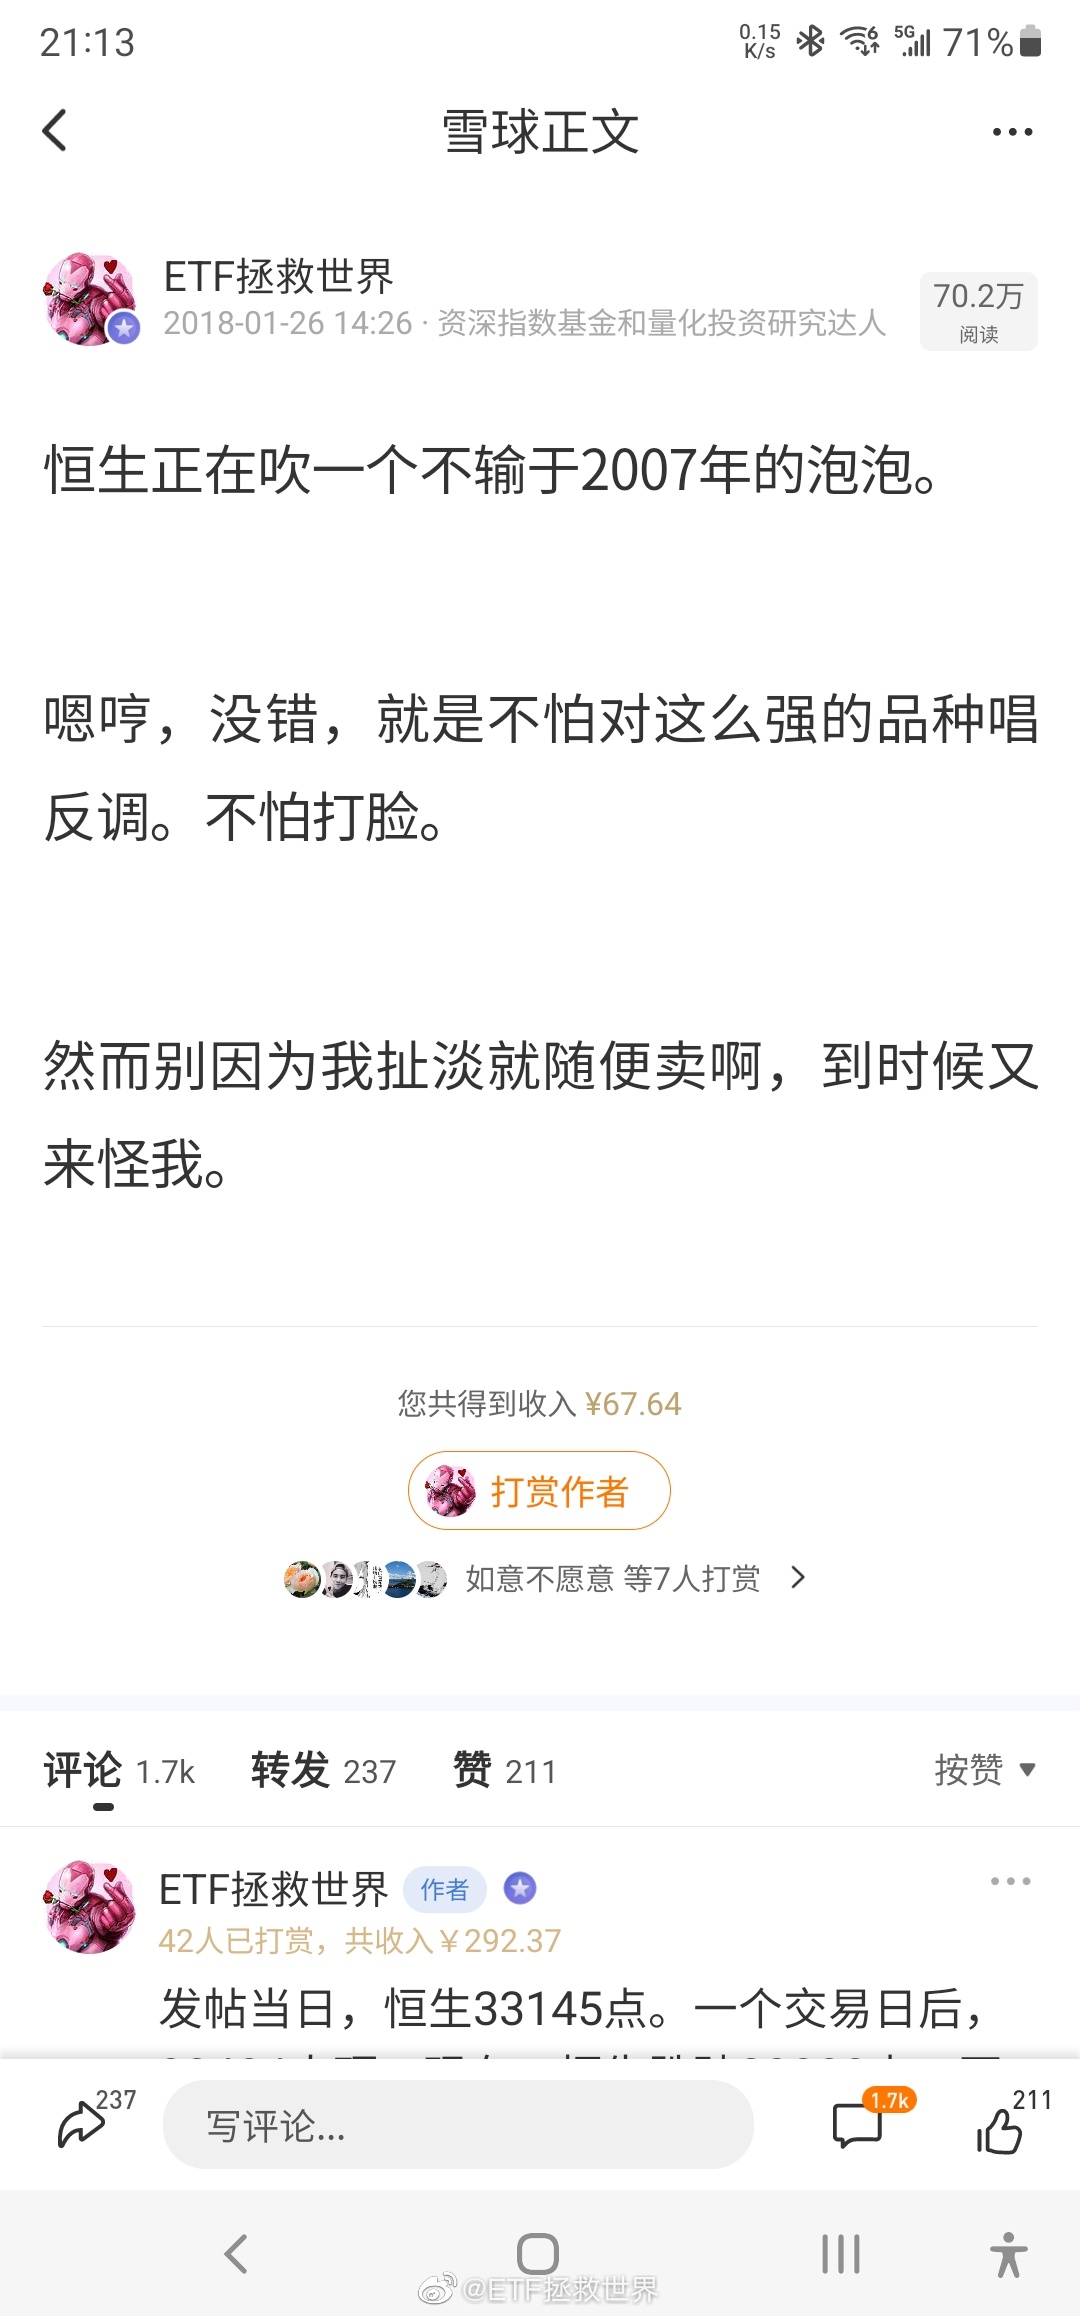 21:13
0.15
K/s
6
5G
71%
雪球正文
ETF拯救世界
2018-01-26 14:26 · 资深指数基金和量化投资研究达人
70.2万
阅读
恒生正在吹一个不输于2007年的泡泡。
嗯哼，没错，就是不怕对这么强的品种唱
反调。不怕打脸。
然而别因为我扯淡就随便卖啊，到时候又
来怪我。
您共得到收入 ¥67.64
打赏作者
如意不愿意 等7人打赏
评论 1.7k 转发 237 赞 211
按赞
ETF拯救世界 作者
42人已打赏，共收入￥292.37
发帖当日，恒生33145点。一个交易日后，
237
写评论...
1.7k
211
@ETF拯救世界